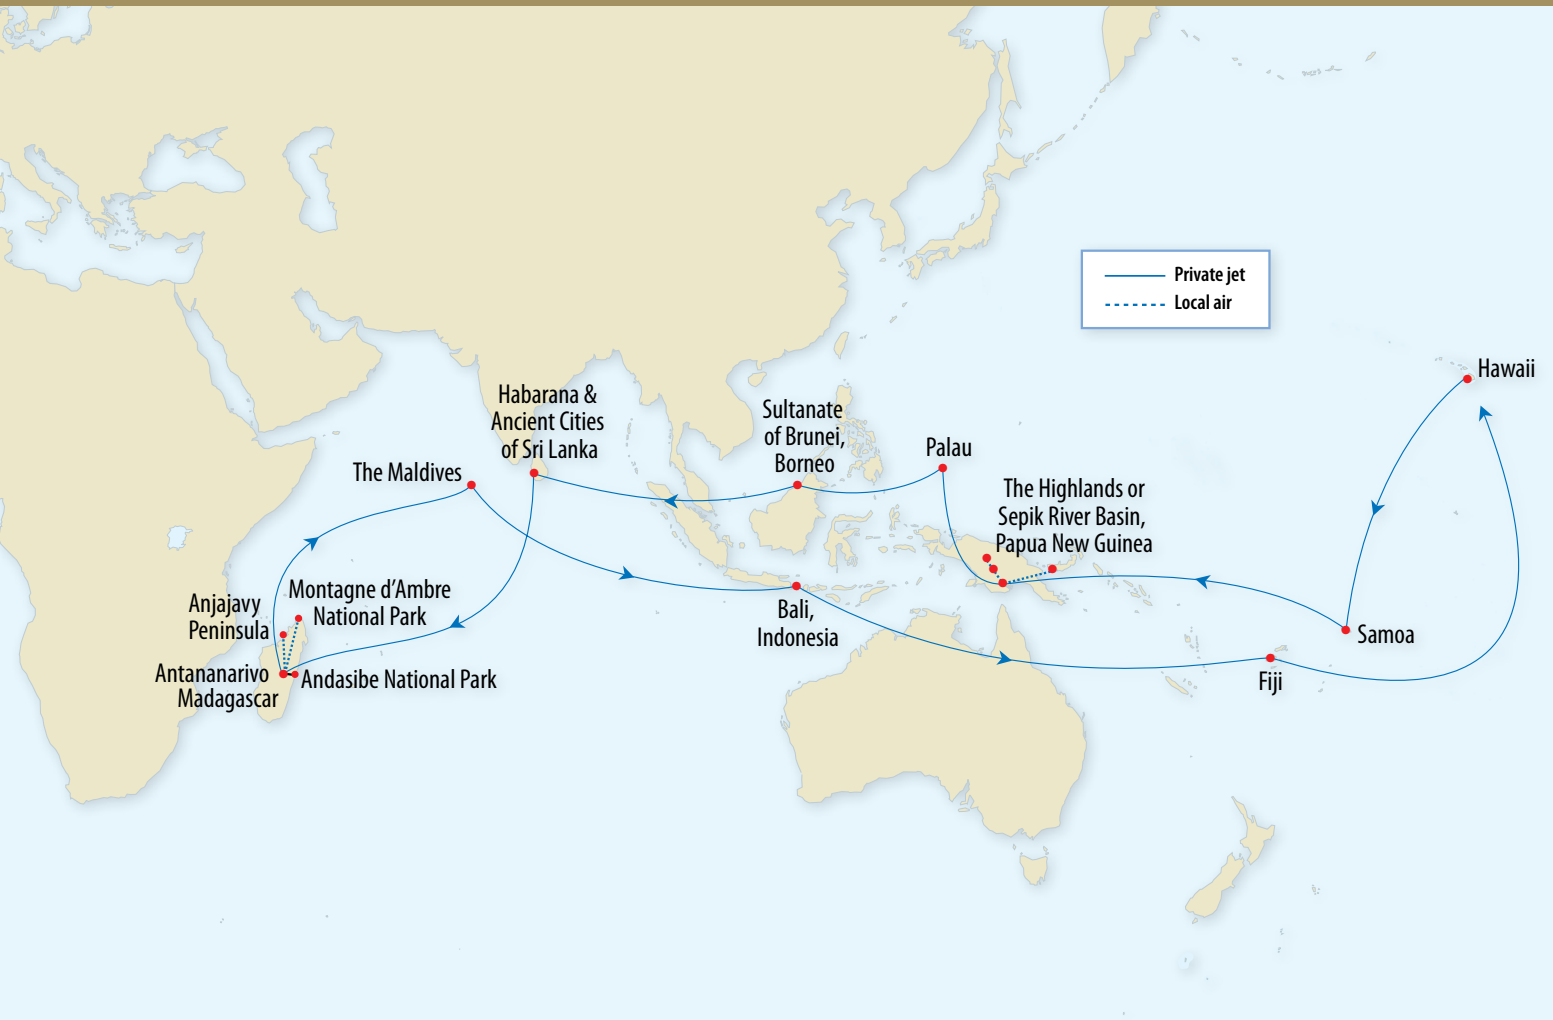 Private jet
Local air
Hawaii
Habarana &
Ancient Cities
of Sri Lanka
Sultanate
of Brunei,
Borneo
Palau
The Maldives
The Highlands or
Sepik River Basin,
Papua New Guinea
Montagne d'Ambre
National Park
Anjajavy
Peninsula
Bali,
Indonesia
Samoa
Antananarivo
Madagascar
Andasibe National Park
Fiji